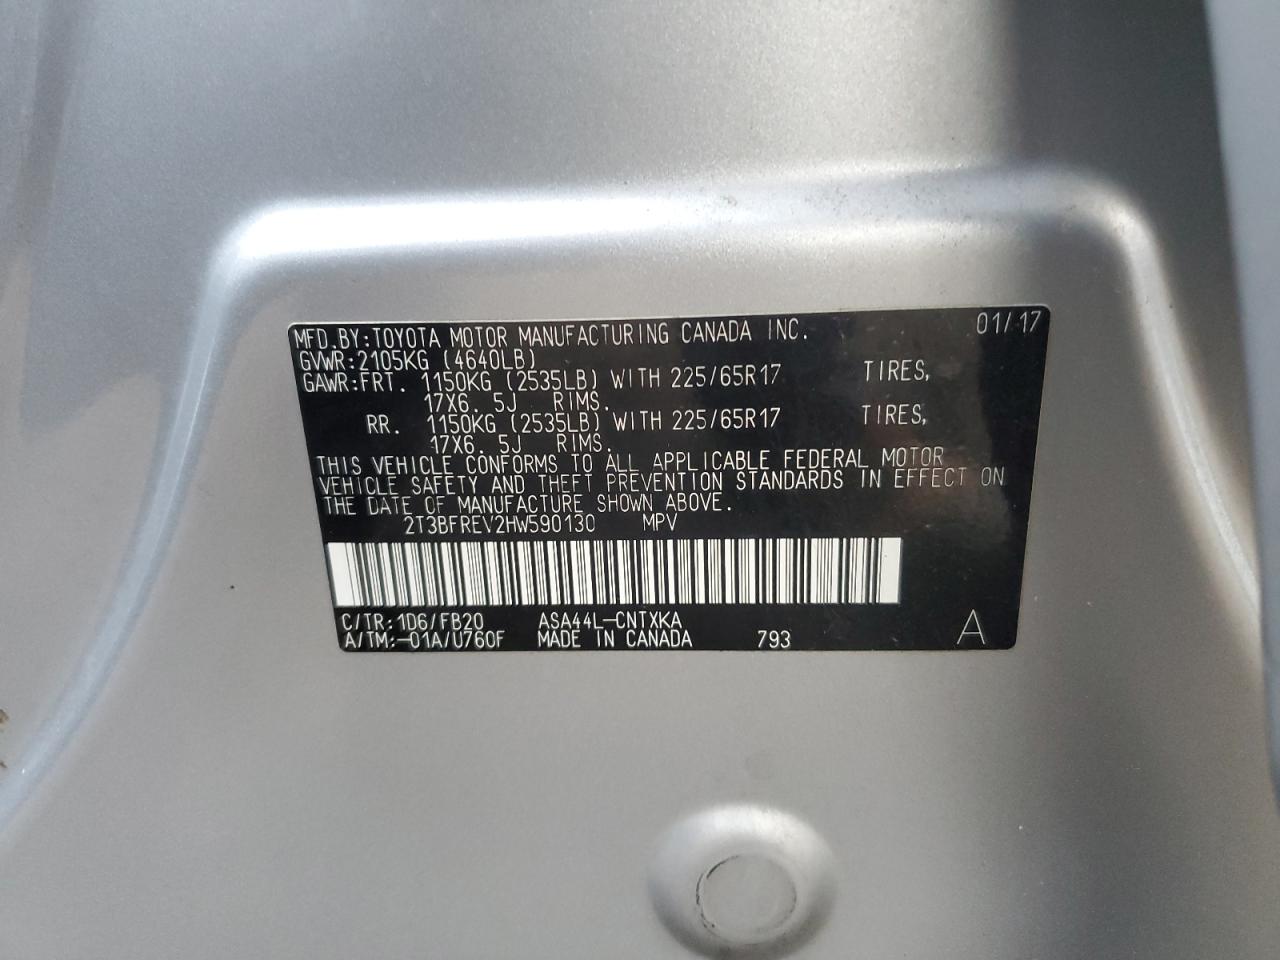 MFD.BY:TOYOTA MOTOR MANUFACTURING CANADA INC. 01/17
GVWR:2105KG (4640LB)
GAWR:FRT. 1150KG (2535LB) WITH 225/65R17 TIRES,
17X6.5J RIMS.
RR. 1150KG (2535LB) WITH 225/65R17 TIRES,
17X6.5J RIMS.
THIS VEHICLE CONFORMS TO ALL APPLICABLE FEDERAL MOTOR
VEHICLE SAFETY AND THEFT PREVENTION STANDARDS IN EFFECT ON
THE DATE OF MANUFACTURE SHOWN ABOVE.
2T3BFREV2HW590130 MPV
C/TR:1D6/FB20 ASA44L-CNTXKA
A/TM:-01A/U760F MADE IN CANADA 793 A